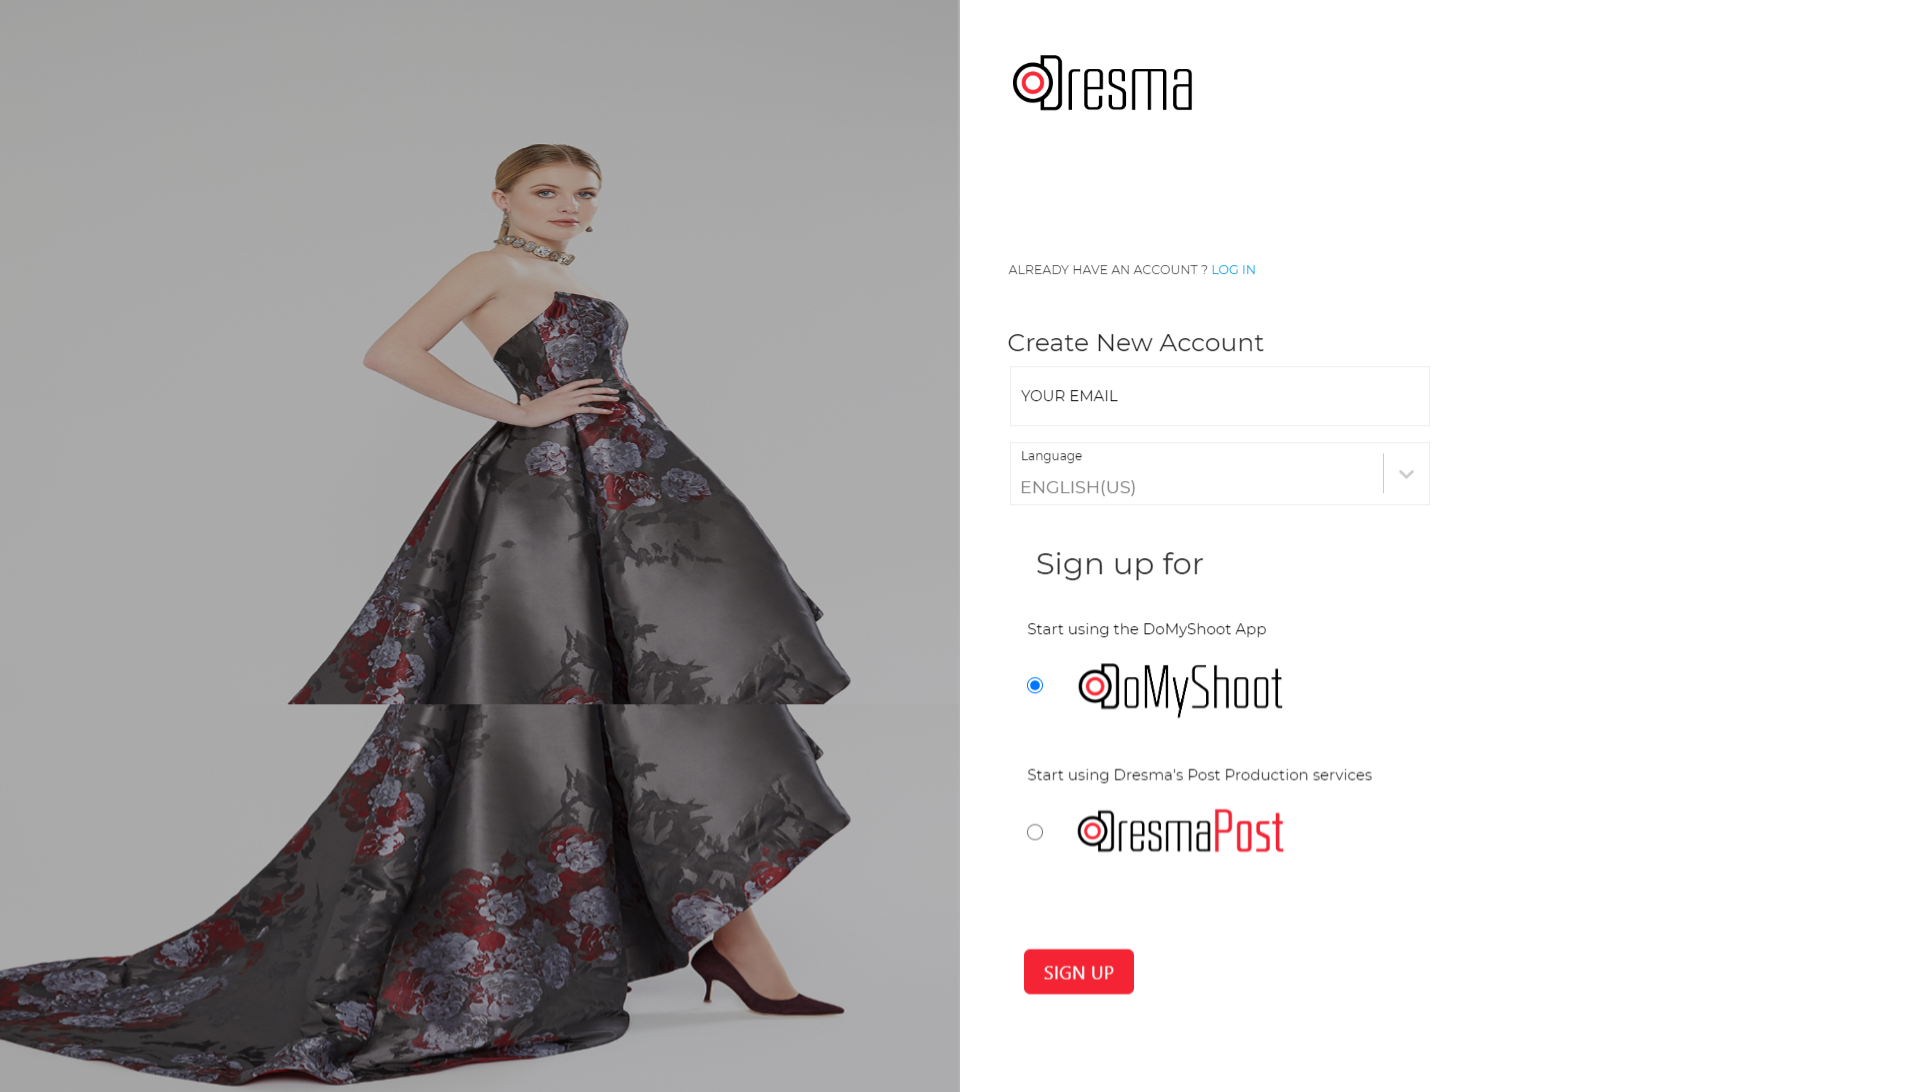 dresma
ALREADY HAVE AN ACCOUNT ? LOG IN
Create New Account
YOUR EMAIL
Language
ENGLISH(US)
Sign up for
Start using the DoMyShoot App
DoMyShoot
Start using Dresma's Post Production services
DresmaPost
SIGN UP